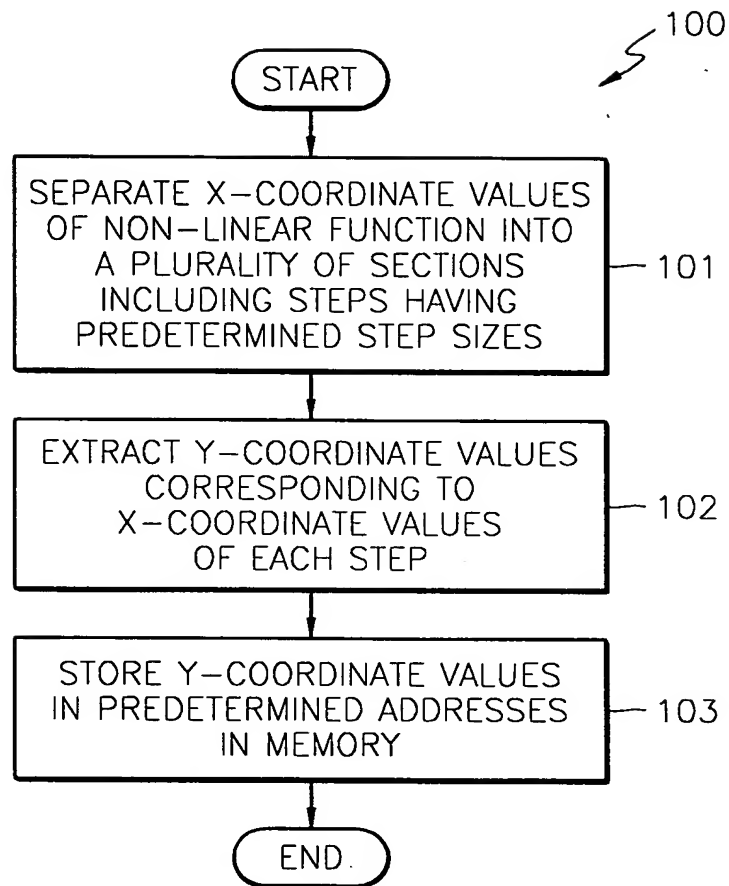 100
START
SEPARATE X-COORDINATE VALUES
OF NON-LINEAR FUNCTION INTO
A PLURALITY OF SECTIONS
INCLUDING STEPS HAVING
PREDETERMINED STEP SIZES
101
EXTRACT Y-COORDINATE VALUES
CORRESPONDING TO
X-COORDINATE VALUES
OF EACH STEP
102
STORE Y-COORDINATE VALUES
IN PREDETERMINED ADDRESSES
IN MEMORY
103
END